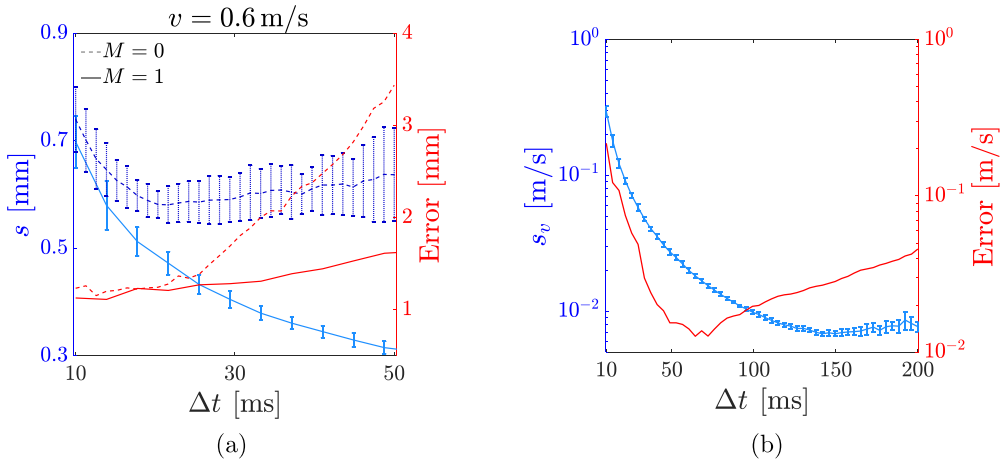 v = 0.6 m/s
0.9
0.7
0.5
0.3
s [mm]
M = 0
M = 1
4
3
2
1
Error [mm]
10
30
50
Δt [ms]
(a)
10^0
10^{-1}
10^{-2}
s_v [m/s]
10^0
10^{-1}
10^{-2}
Error [m/s]
10
50
100
150
200
Δt [ms]
(b)